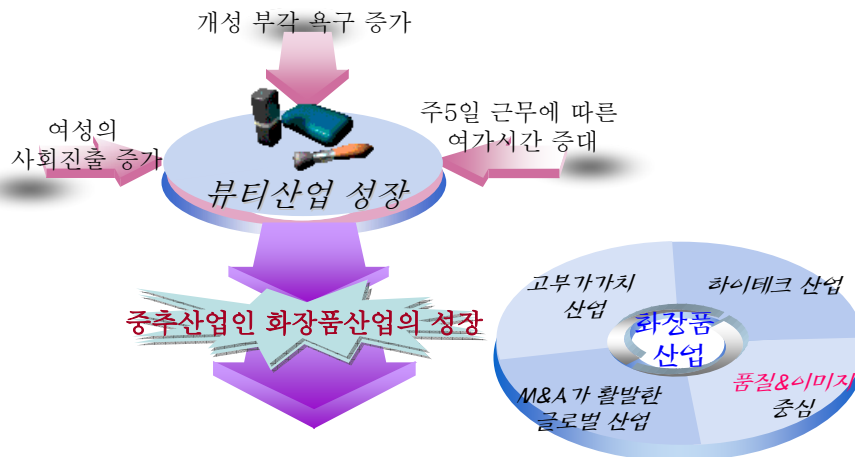 개성 부각 욕구 증가
여성의
사회진출 증가
주5일 근무에 따른
여가시간 증대
뷰티산업 성장
중추산업인 화장품산업의 성장
고부가가치
산업
하이테크 산업
화장품
산업
M&A가 활발한
글로벌 산업
품질&이미지
중심